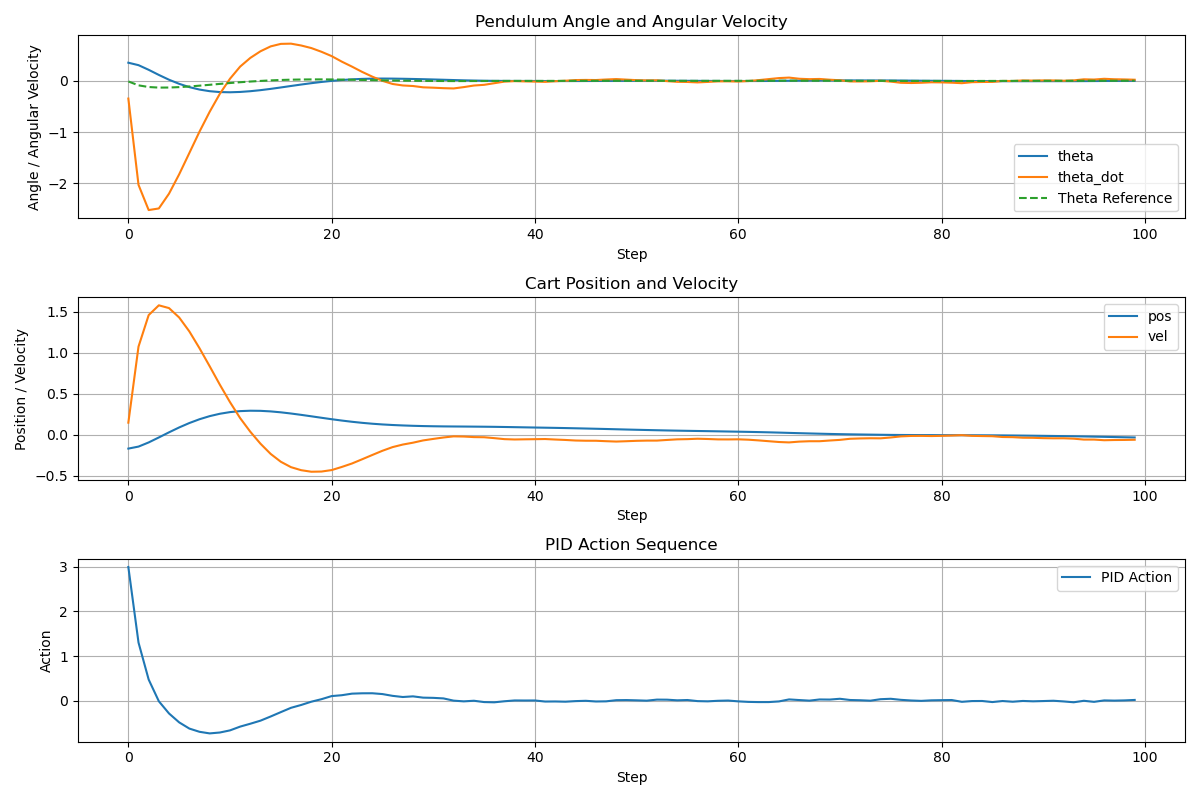 Pendulum Angle and Angular Velocity
Angle / Angular Velocity
0
−1
−2
theta
theta_dot
Theta Reference
0 20 40 60 80 100
Step
Cart Position and Velocity
Position / Velocity
1.5
1.0
0.5
0.0
−0.5
pos
vel
0 20 40 60 80 100
Step
PID Action Sequence
Action
3
2
1
0
PID Action
0 20 40 60 80 100
Step